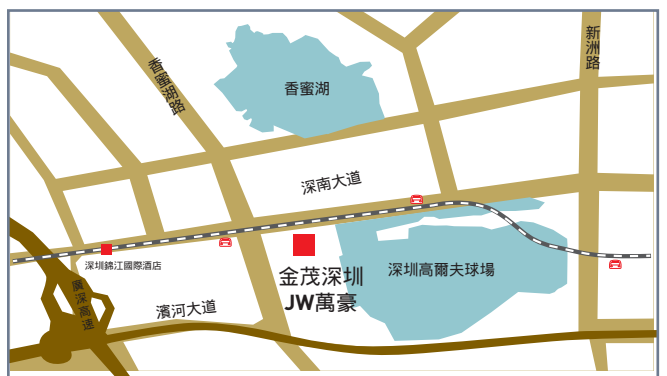 新洲路
香蜜湖路
香蜜湖
深南大道
深圳錦江國際酒店
金茂深圳
JW萬豪
深圳高爾夫球場
廣深高速
濱河大道